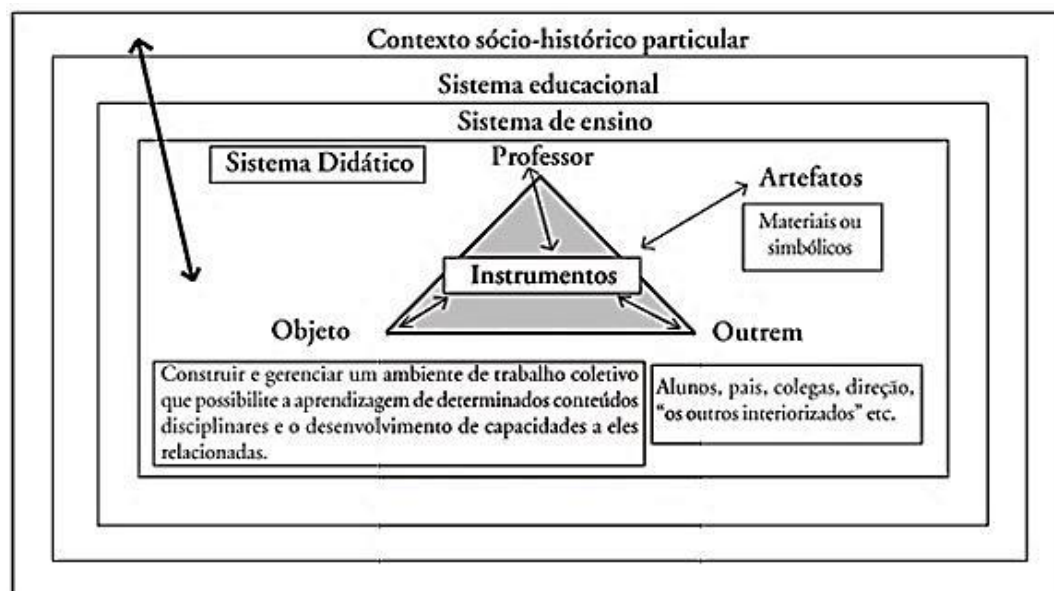 Contexto sócio-histórico particular
Sistema educacional
Sistema de ensino
Sistema Didático
Professor
Artefatos
Materiais ou
simbólicos
Instrumentos
Objeto
Outrem
Construir e gerenciar um ambiente de trabalho coletivo
que possibilite a aprendizagem de determinados conteúdos
disciplinares e o desenvolvimento de capacidades a eles
relacionadas.
Alunos, pais, colegas, direção,
“os outros interiorizados” etc.